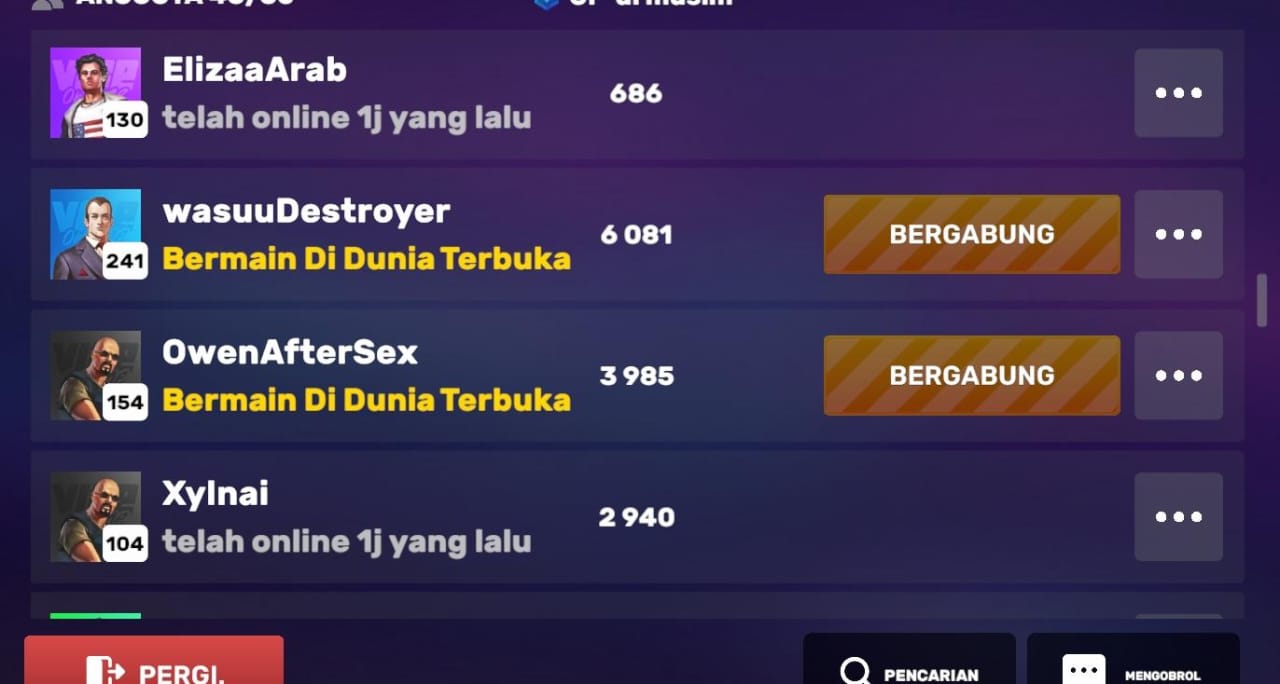 ElizaaArab
130
telah online 1j yang lalu
686
wasuuDestroyer
241
Bermain Di Dunia Terbuka
6 081
BERGABUNG
OwenAfterSex
154
Bermain Di Dunia Terbuka
3 985
BERGABUNG
Xylnai
104
telah online 1j yang lalu
2 940
PERGI.
PENCARIAN
MENGOBROL